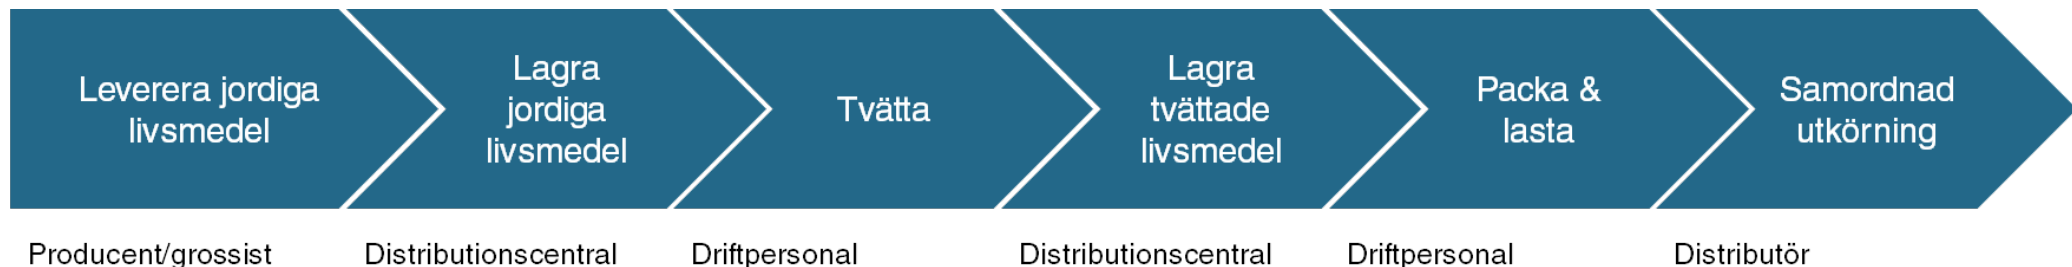 Leverera jordiga
livsmedel
Lagra
jordiga
livsmedel
Tvätta
Lagra
tvättade
livsmedel
Packa &
lasta
Samordnad
utkörning
Producent/grossist
Distributionscentral
Driftpersonal
Distributionscentral
Driftpersonal
Distributör